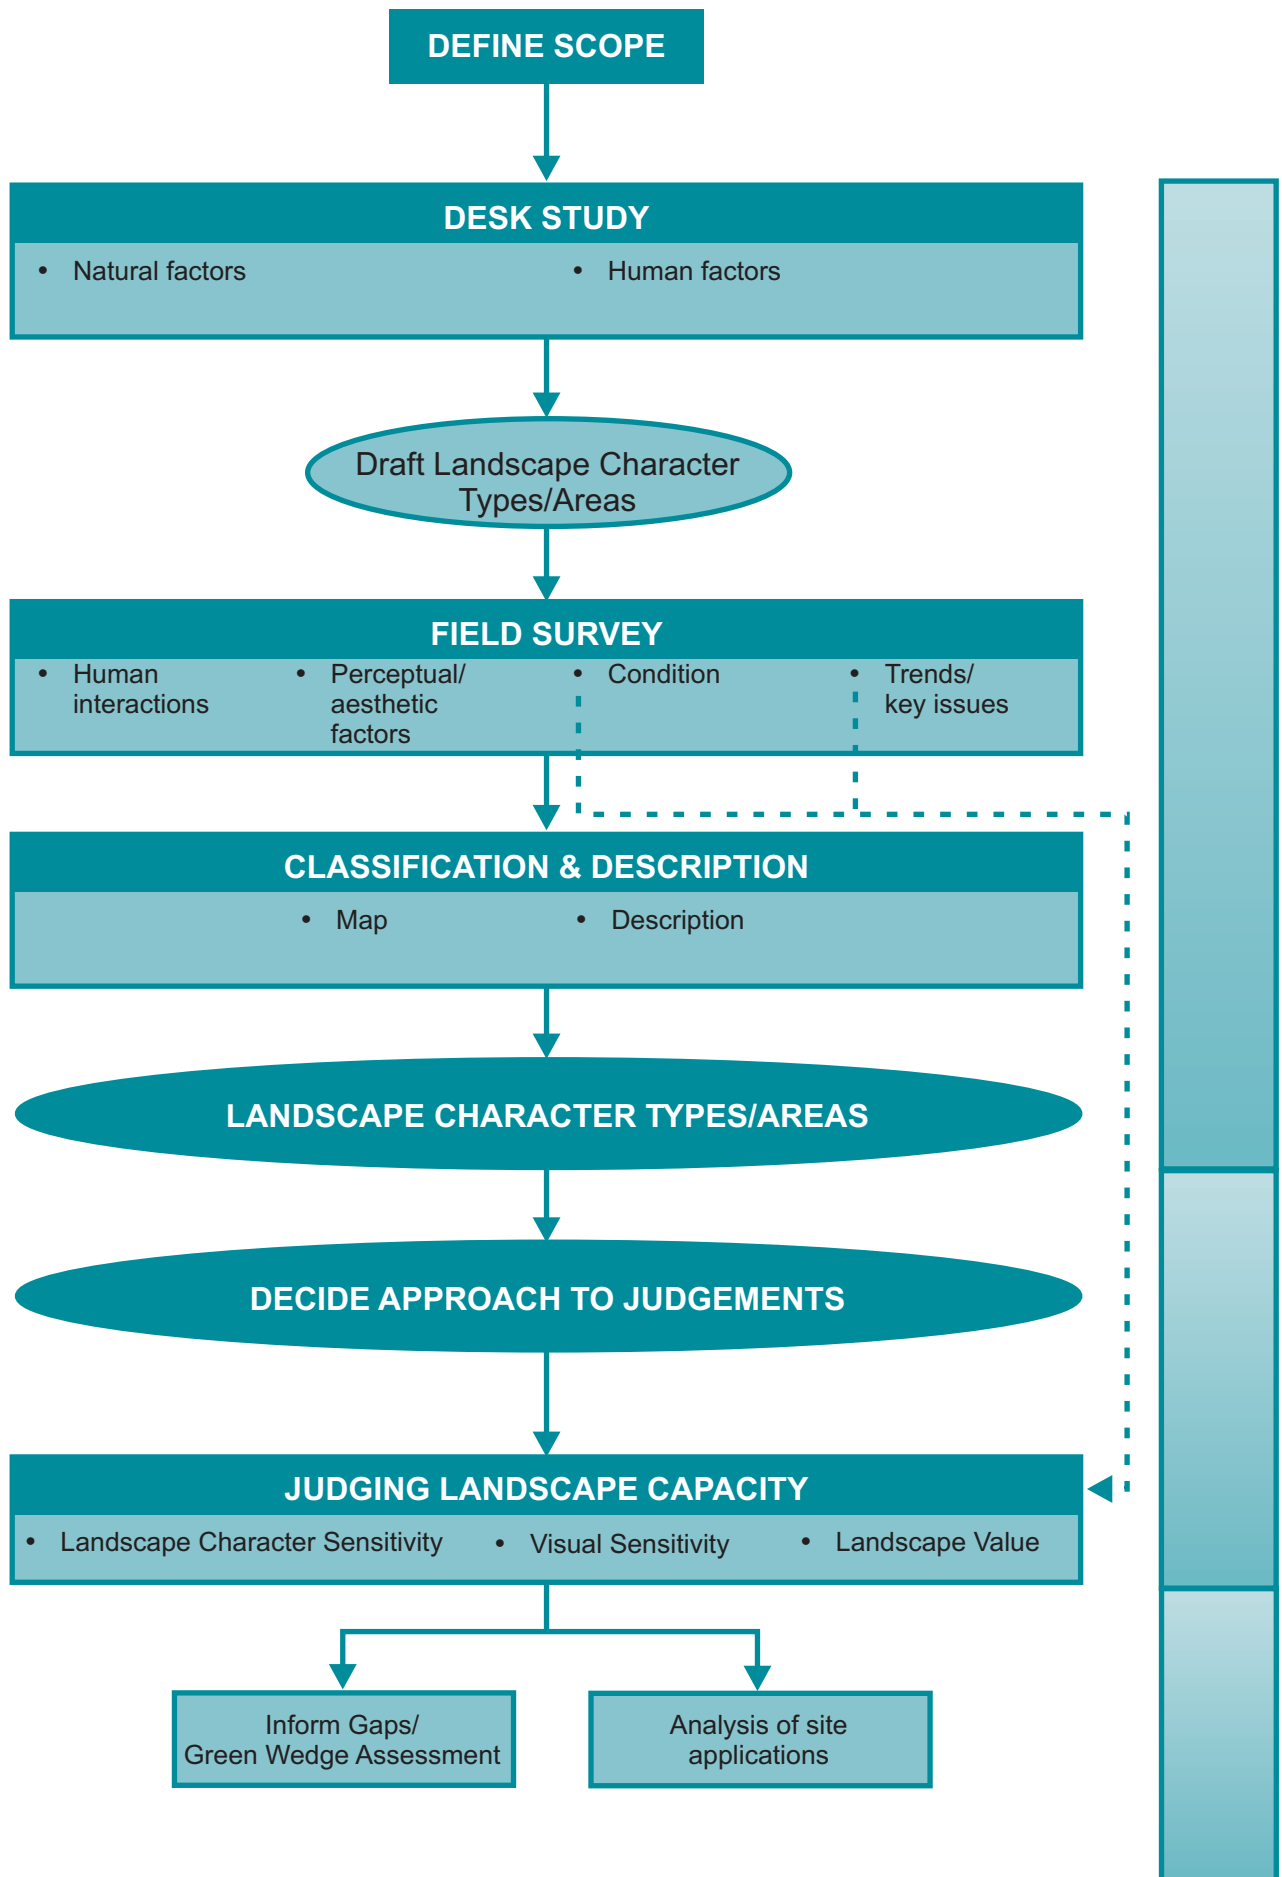 DEFINE SCOPE
DESK STUDY
• Natural factors
• Human factors
Draft Landscape Character
Types/Areas
FIELD SURVEY
• Human
interactions
• Perceptual/
aesthetic
factors
• Condition
• Trends/
key issues
CLASSIFICATION & DESCRIPTION
• Map
• Description
LANDSCAPE CHARACTER TYPES/AREAS
DECIDE APPROACH TO JUDGEMENTS
JUDGING LANDSCAPE CAPACITY
• Landscape Character Sensitivity
• Visual Sensitivity
• Landscape Value
Inform Gaps/
Green Wedge Assessment
Analysis of site
applications